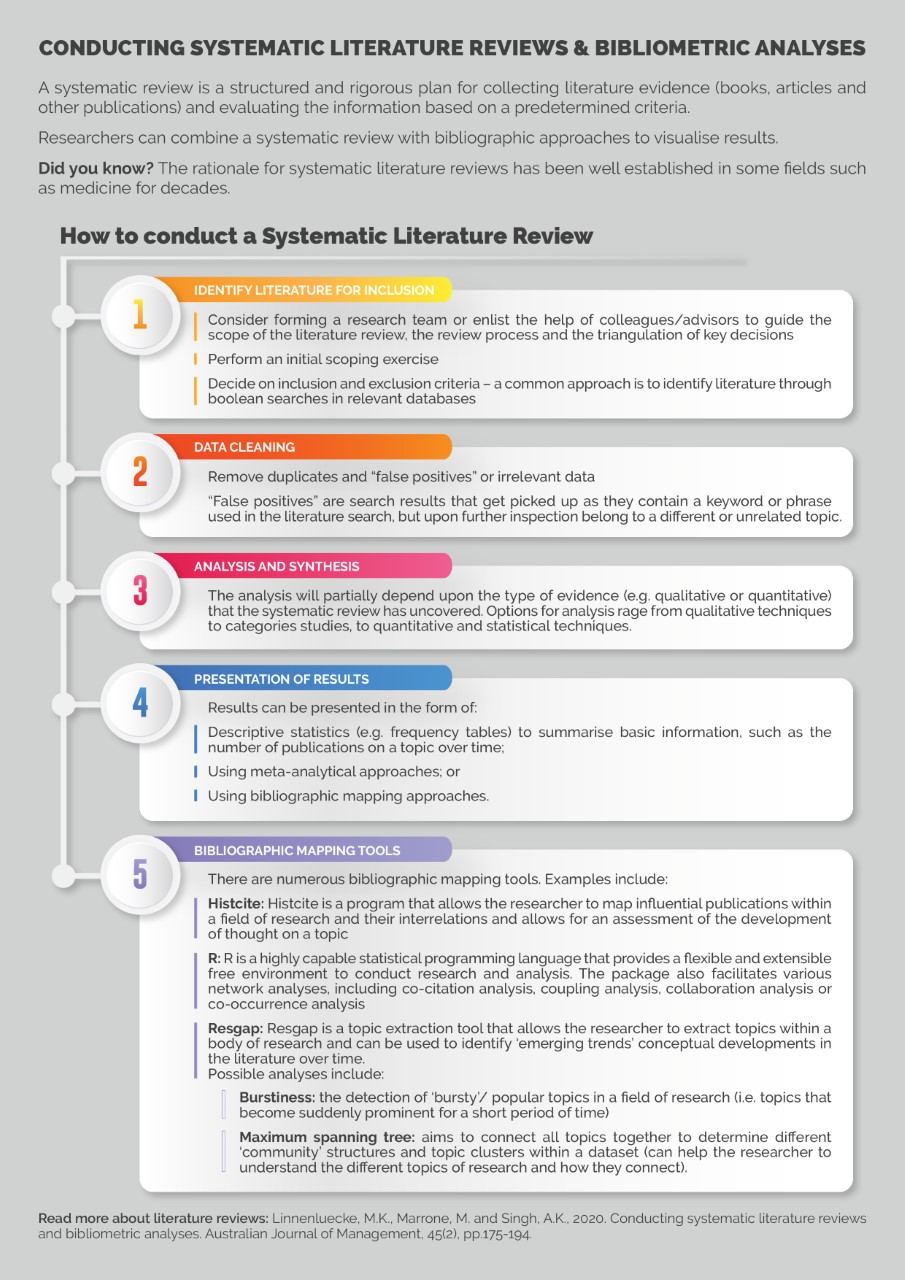 CONDUCTING SYSTEMATIC LITERATURE REVIEWS & BIBLIOMETRIC ANALYSES
A systematic review is a structured and rigorous plan for collecting literature evidence (books, articles and
other publications) and evaluating the information based on a predetermined criteria.
Researchers can combine a systematic review with bibliographic approaches to visualise results.
Did you know? The rationale for systematic literature reviews has been well established in some fields such
as medicine for decades.
How to conduct a Systematic Literature Review
1
IDENTIFY LITERATURE FOR INCLUSION
Consider forming a research team or enlist the help of colleagues/advisors to guide the
scope of the literature review, the review process and the triangulation of key decisions
Perform an initial scoping exercise
Decide on inclusion and exclusion criteria – a common approach is to identify literature through
boolean searches in relevant databases
2
DATA CLEANING
Remove duplicates and “false positives” or irrelevant data
“False positives” are search results that get picked up as they contain a keyword or phrase
used in the literature search, but upon further inspection belong to a different or unrelated topic.
3
ANALYSIS AND SYNTHESIS
The analysis will partially depend upon the type of evidence (e.g. qualitative or quantitative)
that the systematic review has uncovered. Options for analysis rage from qualitative techniques
to categories studies, to quantitative and statistical techniques.
4
PRESENTATION OF RESULTS
Results can be presented in the form of:
Descriptive statistics (e.g. frequency tables) to summarise basic information, such as the
number of publications on a topic over time;
Using meta-analytical approaches; or
Using bibliographic mapping approaches.
5
BIBLIOGRAPHIC MAPPING TOOLS
There are numerous bibliographic mapping tools. Examples include:
Histcite: Histcite is a program that allows the researcher to map influential publications within
a field of research and their interrelations and allows for an assessment of the development
of thought on a topic
R: R is a highly capable statistical programming language that provides a flexible and extensible
free environment to conduct research and analysis. The package also facilitates various
network analyses, including co-citation analysis, coupling analysis, collaboration analysis or
co-occurrence analysis
Resgap: Resgap is a topic extraction tool that allows the researcher to extract topics within a
body of research and can be used to identify ‘emerging trends’ conceptual developments in
the literature over time.
Possible analyses include:
Burstiness: the detection of ‘bursty’/ popular topics in a field of research (i.e. topics that
become suddenly prominent for a short period of time)
Maximum spanning tree: aims to connect all topics together to determine different
‘community’ structures and topic clusters within a dataset (can help the researcher to
understand the different topics of research and how they connect).
Read more about literature reviews: Linnenluecke, M.K., Marrone, M. and Singh, A.K., 2020. Conducting systematic literature reviews
and bibliometric analyses. Australian Journal of Management, 45(2), pp.175-194.